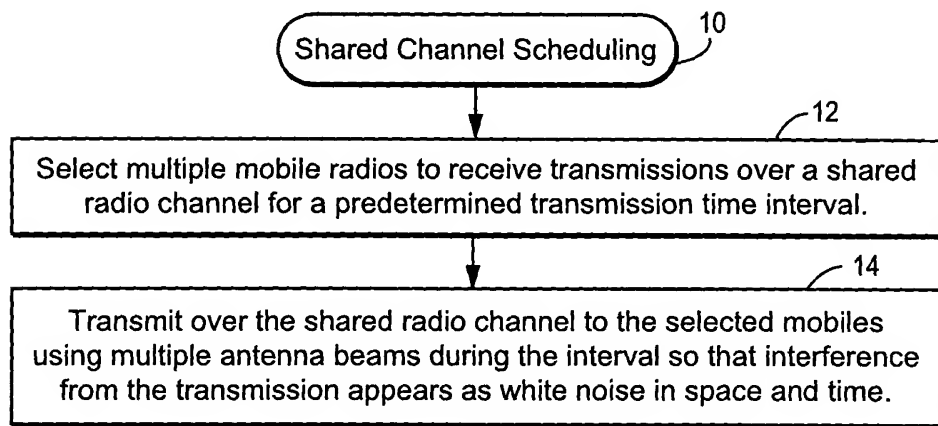 Shared Channel Scheduling
10
12
Select multiple mobile radios to receive transmissions over a shared
radio channel for a predetermined transmission time interval.
14
Transmit over the shared radio channel to the selected mobiles
using multiple antenna beams during the interval so that interference
from the transmission appears as white noise in space and time.